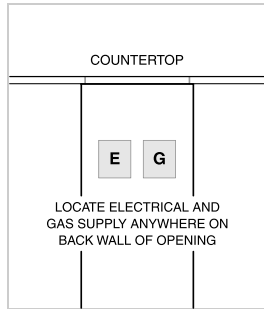 COUNTERTOP
E G
LOCATE ELECTRICAL AND
GAS SUPPLY ANYWHERE ON
BACK WALL OF OPENING